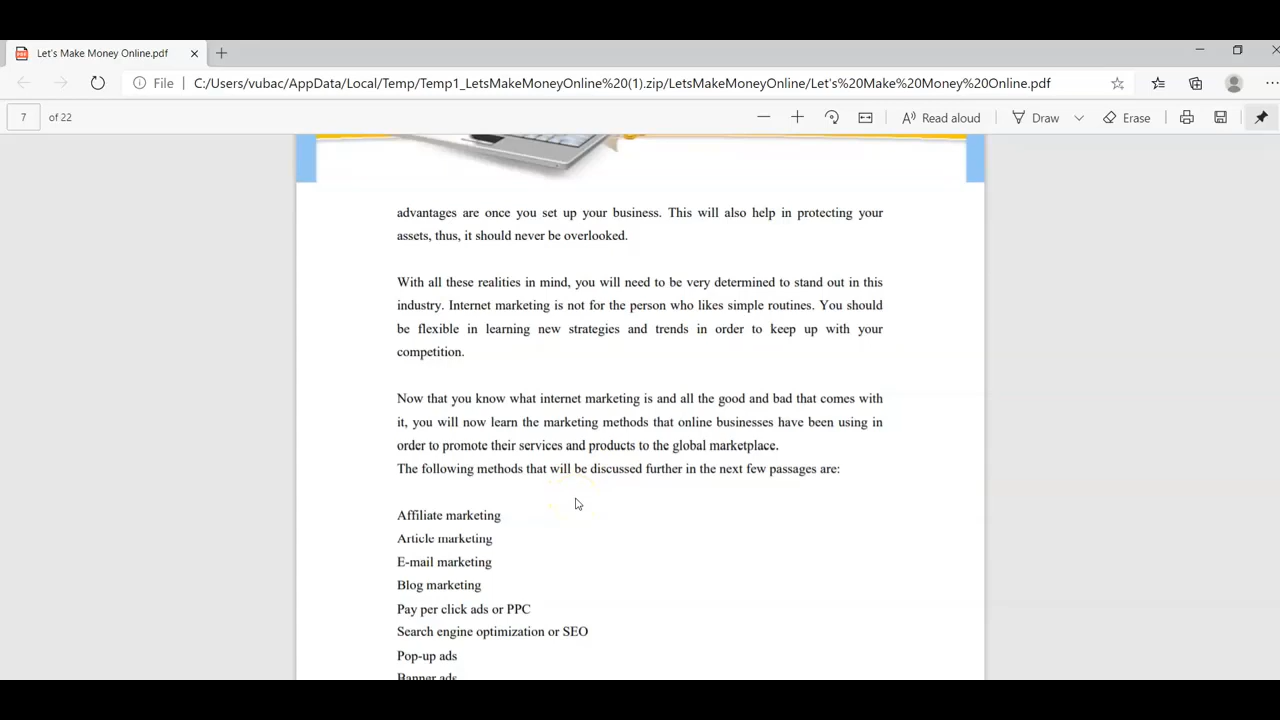 Let's Make Money Online.pdf
File C:/Users/vubac/AppData/Local/Temp/Temp1_LetsMakeMoneyOnline%20(1).zip/LetsMakeMoneyOnline/Let's%20Make%20Money%20Online.pdf
7 of 22 Read aloud Draw Erase
advantages are once you set up your business. This will also help in protecting your
assets, thus, it should never be overlooked.
With all these realities in mind, you will need to be very determined to stand out in this
industry. Internet marketing is not for the person who likes simple routines. You should
be flexible in learning new strategies and trends in order to keep up with your
competition.
Now that you know what internet marketing is and all the good and bad that comes with
it, you will now learn the marketing methods that online businesses have been using in
order to promote their services and products to the global marketplace.
The following methods that will be discussed further in the next few passages are:
Affiliate marketing
Article marketing
E-mail marketing
Blog marketing
Pay per click ads or PPC
Search engine optimization or SEO
Pop-up ads
Banner ads